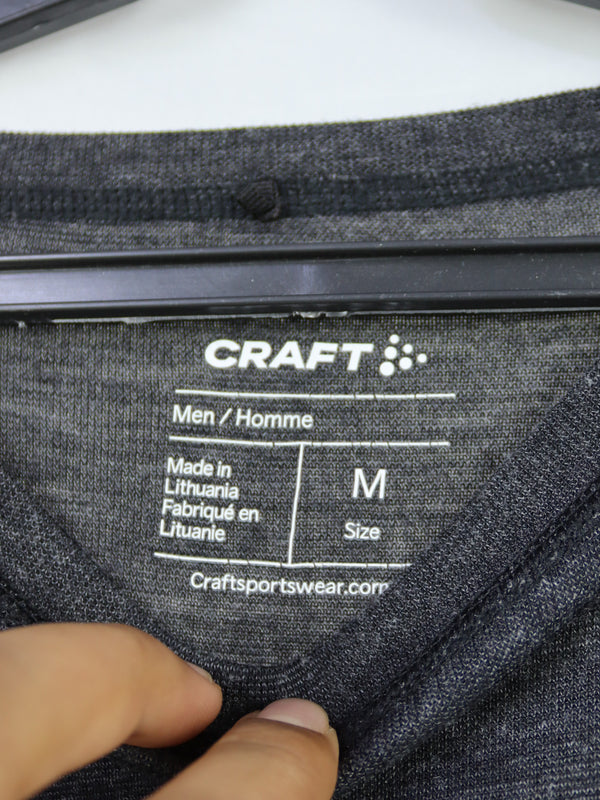 CRAFT
Men / Homme
Made in
Lithuania
Fabriqué en
Lituanie
M
Size
Craftsportswear.com